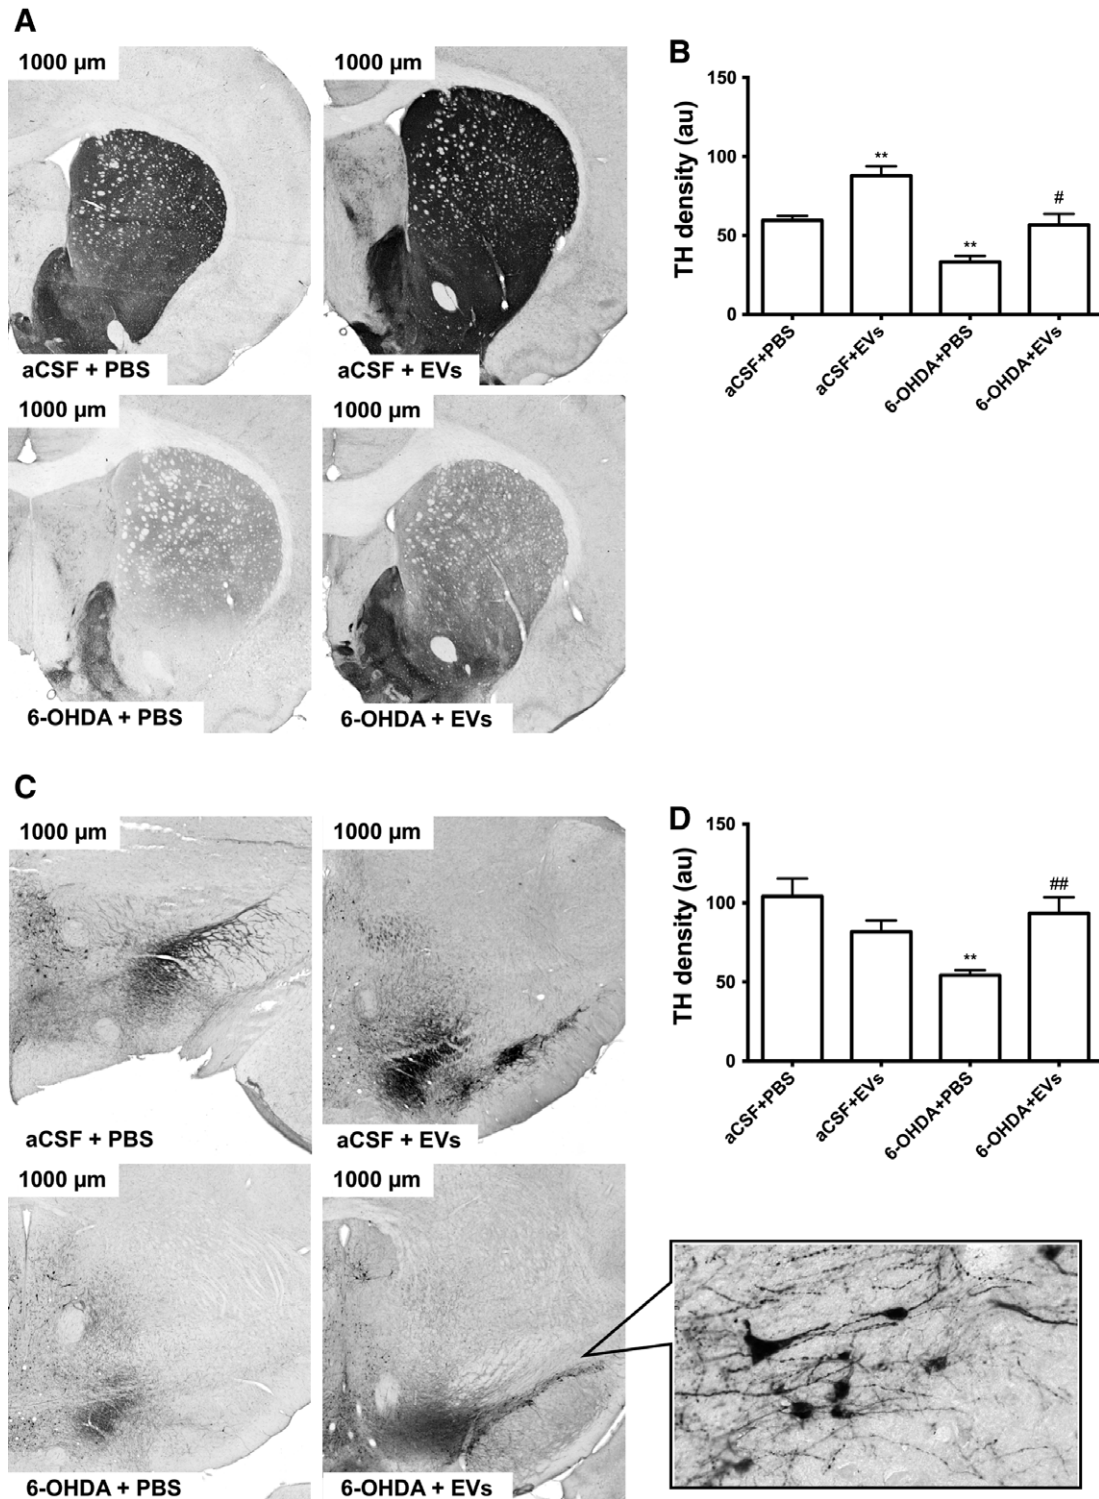 A
1000 µm
1000 µm
aCSF + PBS
aCSF + EVs
1000 µm
1000 µm
6-OHDA + PBS
6-OHDA + EVs
B
TH density (au)
150
100
50
0
**
**
#
aCSF+PBS
aCSF+EVs
6-OHDA+PBS
6-OHDA+EVs
C
1000 µm
1000 µm
aCSF + PBS
aCSF + EVs
1000 µm
1000 µm
6-OHDA + PBS
6-OHDA + EVs
D
TH density (au)
150
100
50
0
**
##
aCSF+PBS
aCSF+EVs
6-OHDA+PBS
6-OHDA+EVs